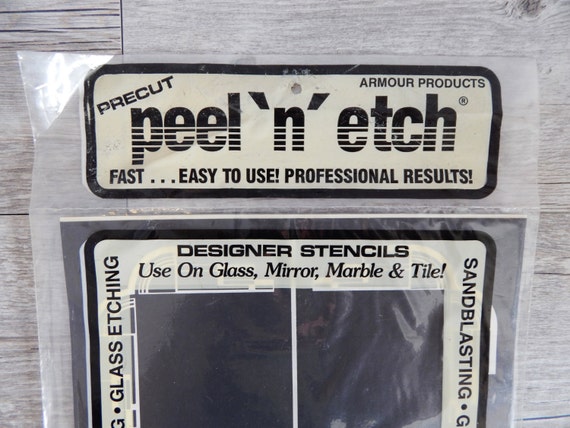 PRECUT
ARMOUR PRODUCTS
peel 'n' etch®
FAST . . . EASY TO USE! PROFESSIONAL RESULTS!
DESIGNER STENCILS
Use On Glass, Mirror, Marble & Tile!
G • GLASS ETCHING
SANDBLASTING • G